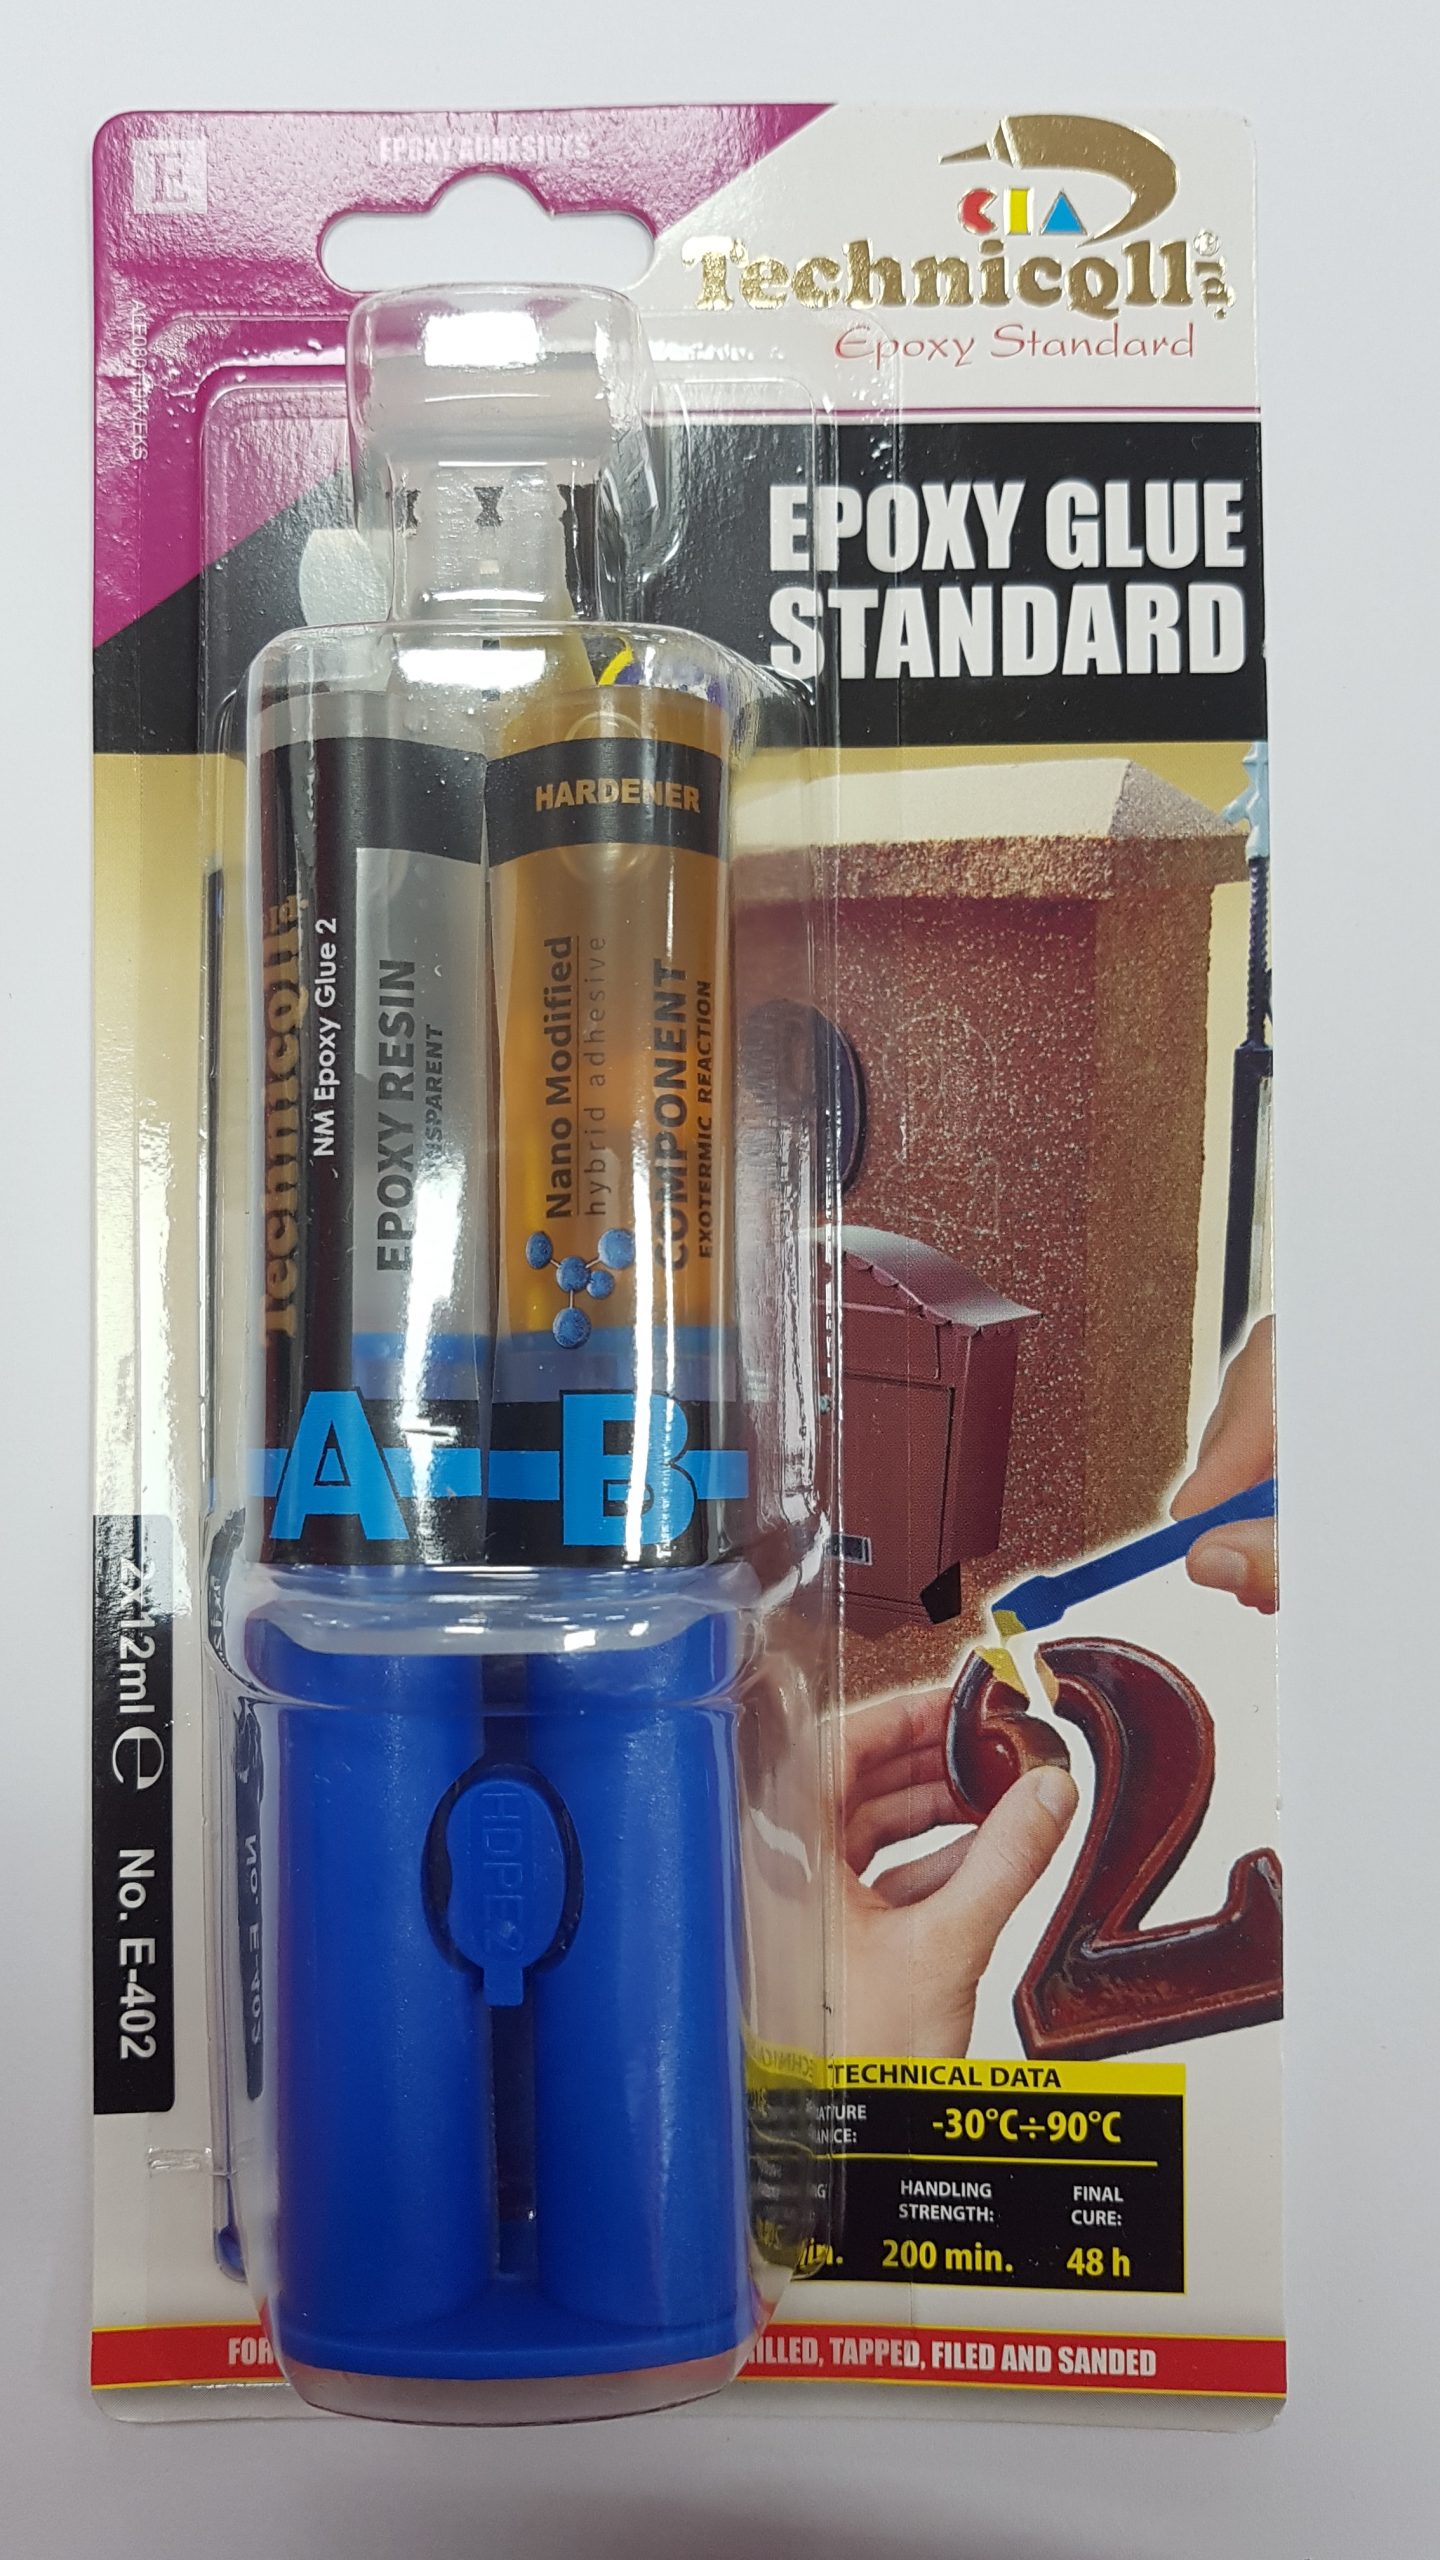 E
EPOXY ADHESIVES
CIA
Technicqll
Epoxy Standard
EPOXY GLUE
STANDARD
HARDENER
Technicqll
NM Epoxy Glue 2
EPOXY RESIN
Nano Modified
hybrid adhesive
COMPONENT
EXOTERMIC REACTION
A
B
HDPE 2
2x12ml ℮ No. E-402
TECHNICAL DATA
-30°C÷90°C
HANDLING
STRENGTH:
FINAL
CURE:
200 min.
48 h
TAPPED, FILED AND SANDED